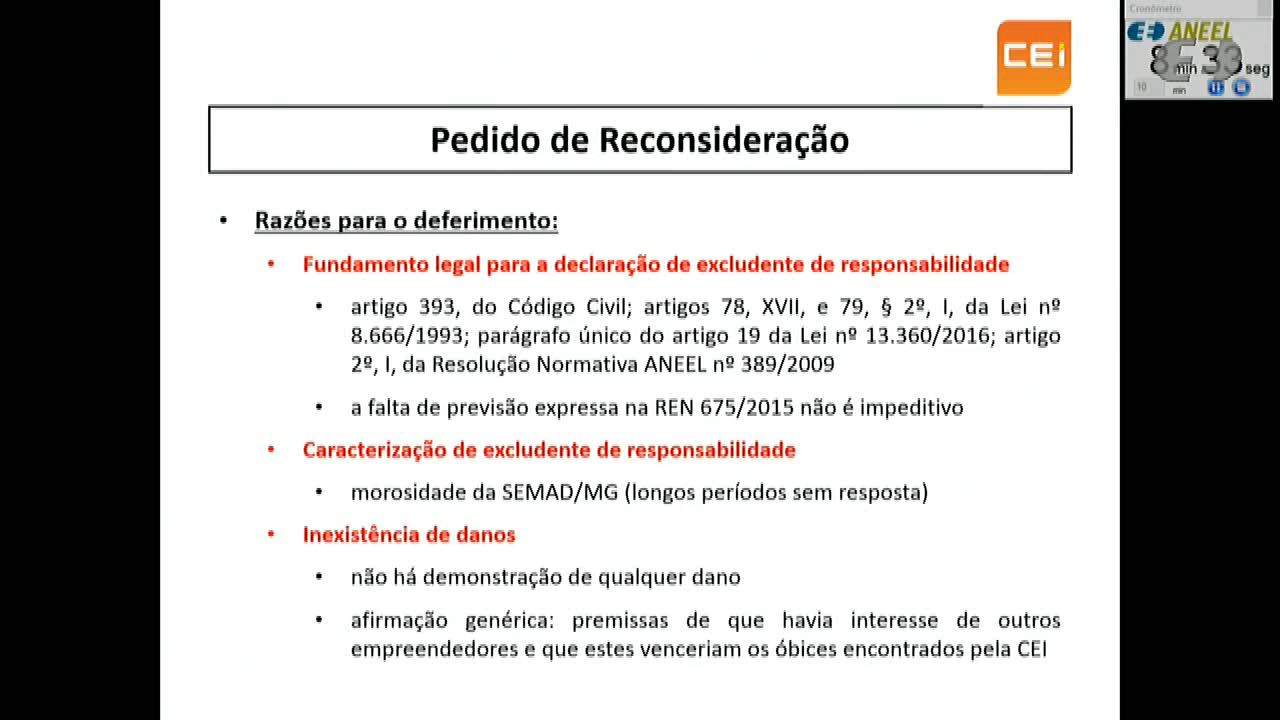 Cronômetro
CEi
ANEEL
8 min 33 seg
10 min
Pedido de Reconsideração
• Razões para o deferimento:
• Fundamento legal para a declaração de excludente de responsabilidade
• artigo 393, do Código Civil; artigos 78, XVII, e 79, § 2º, I, da Lei nº
8.666/1993; parágrafo único do artigo 19 da Lei nº 13.360/2016; artigo
2º, I, da Resolução Normativa ANEEL nº 389/2009
• a falta de previsão expressa na REN 675/2015 não é impeditivo
• Caracterização de excludente de responsabilidade
• morosidade da SEMAD/MG (longos períodos sem resposta)
• Inexistência de danos
• não há demonstração de qualquer dano
• afirmação genérica: premissas de que havia interesse de outros
empreendedores e que estes venceriam os óbices encontrados pela CEI